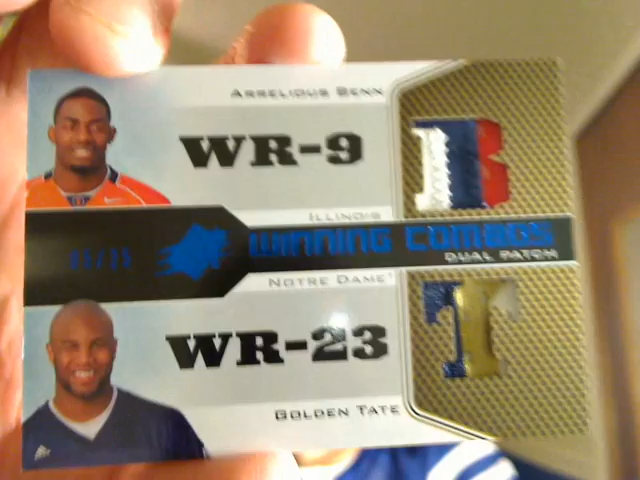 ARRELIOUS BENN
WR-9
ILLINOIS
WINNING COMBOS
DUAL PATCH
NOTRE DAME
WR-23
GOLDEN TATE